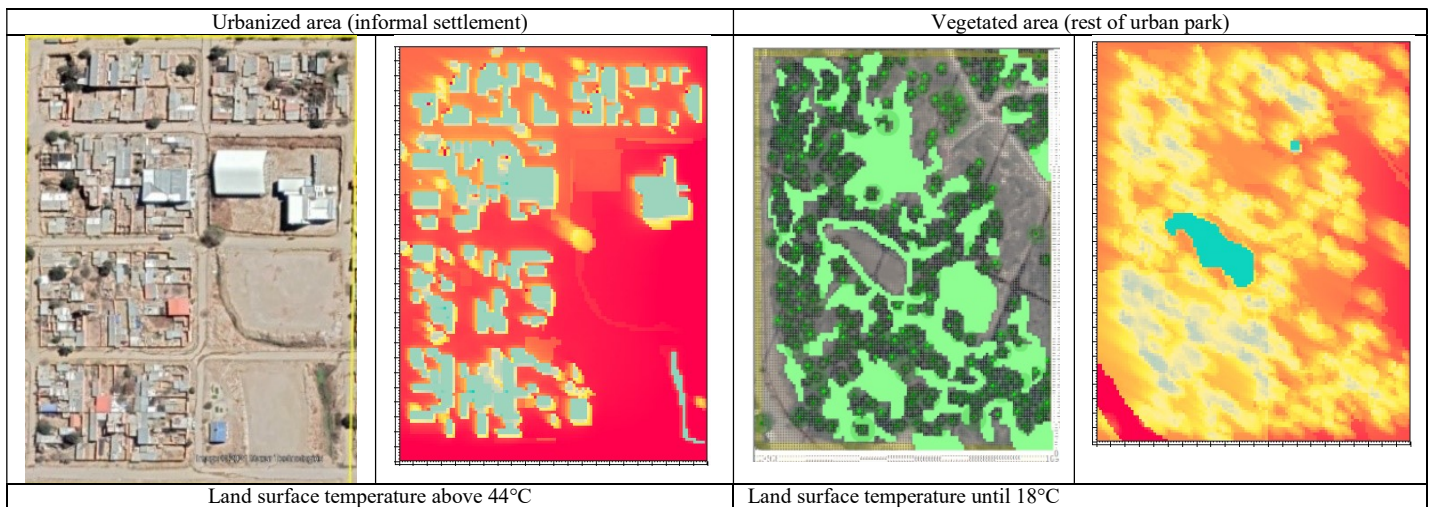 Urbanized area (informal settlement)
Vegetated area (rest of urban park)
Land surface temperature above 44°C
Land surface temperature until 18°C